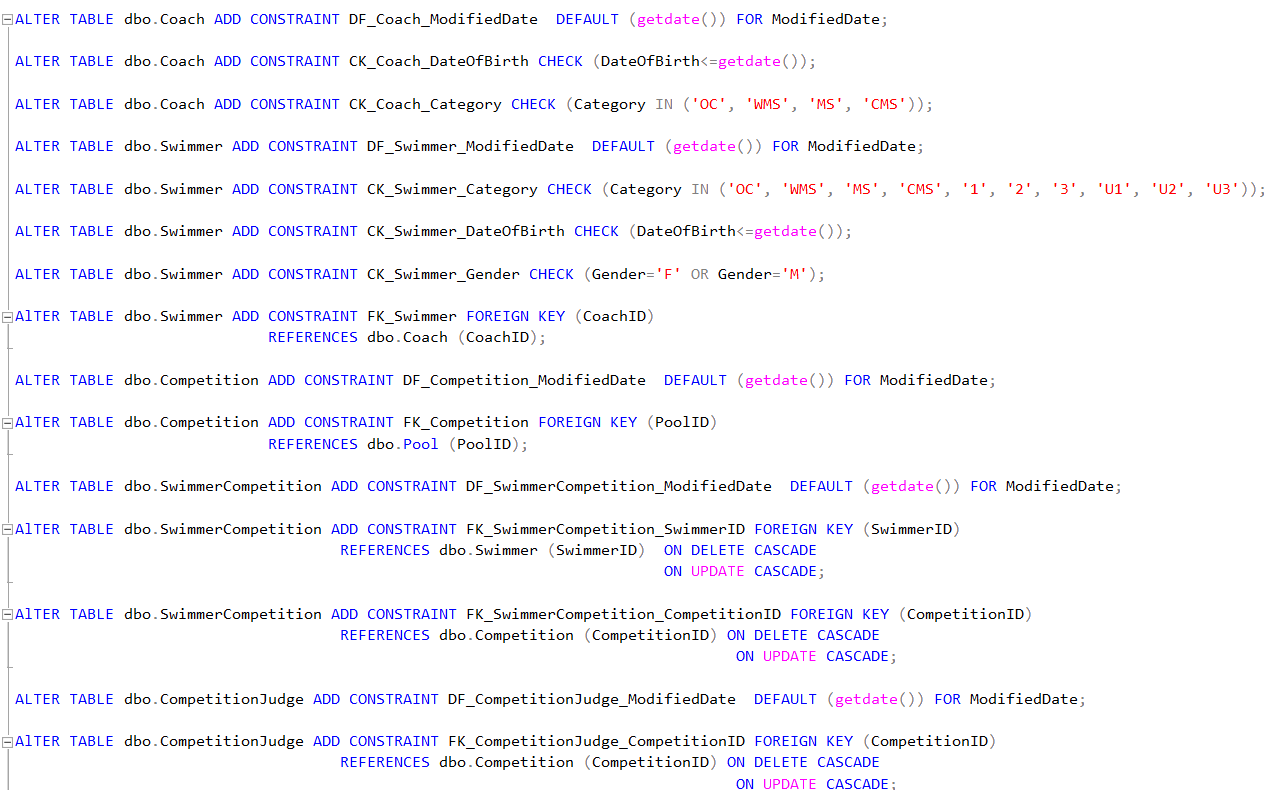 ALTER TABLE dbo.Coach ADD CONSTRAINT DF_Coach_ModifiedDate  DEFAULT (getdate()) FOR ModifiedDate;
ALTER TABLE dbo.Coach ADD CONSTRAINT CK_Coach_DateOfBirth CHECK (DateOfBirth<=getdate());
ALTER TABLE dbo.Coach ADD CONSTRAINT CK_Coach_Category CHECK (Category IN ('OC', 'WMS', 'MS', 'CMS'));
ALTER TABLE dbo.Swimmer ADD CONSTRAINT DF_Swimmer_ModifiedDate  DEFAULT (getdate()) FOR ModifiedDate;
ALTER TABLE dbo.Swimmer ADD CONSTRAINT CK_Swimmer_Category CHECK (Category IN ('OC', 'WMS', 'MS', 'CMS', '1', '2', '3', 'U1', 'U2', 'U3'));
ALTER TABLE dbo.Swimmer ADD CONSTRAINT CK_Swimmer_DateOfBirth CHECK (DateOfBirth<=getdate());
ALTER TABLE dbo.Swimmer ADD CONSTRAINT CK_Swimmer_Gender CHECK (Gender='F' OR Gender='M');
AlTER TABLE dbo.Swimmer ADD CONSTRAINT FK_Swimmer FOREIGN KEY (CoachID)
REFERENCES dbo.Coach (CoachID);
ALTER TABLE dbo.Competition ADD CONSTRAINT DF_Competition_ModifiedDate  DEFAULT (getdate()) FOR ModifiedDate;
AlTER TABLE dbo.Competition ADD CONSTRAINT FK_Competition FOREIGN KEY (PoolID)
REFERENCES dbo.Pool (PoolID);
ALTER TABLE dbo.SwimmerCompetition ADD CONSTRAINT DF_SwimmerCompetition_ModifiedDate  DEFAULT (getdate()) FOR ModifiedDate;
AlTER TABLE dbo.SwimmerCompetition ADD CONSTRAINT FK_SwimmerCompetition_SwimmerID FOREIGN KEY (SwimmerID)
REFERENCES dbo.Swimmer (SwimmerID)  ON DELETE CASCADE
ON UPDATE CASCADE;
AlTER TABLE dbo.SwimmerCompetition ADD CONSTRAINT FK_SwimmerCompetition_CompetitionID FOREIGN KEY (CompetitionID)
REFERENCES dbo.Competition (CompetitionID) ON DELETE CASCADE
ON UPDATE CASCADE;
ALTER TABLE dbo.CompetitionJudge ADD CONSTRAINT DF_CompetitionJudge_ModifiedDate  DEFAULT (getdate()) FOR ModifiedDate;
AlTER TABLE dbo.CompetitionJudge ADD CONSTRAINT FK_CompetitionJudge_CompetitionID FOREIGN KEY (CompetitionID)
REFERENCES dbo.Competition (CompetitionID) ON DELETE CASCADE
ON UPDATE CASCADE;